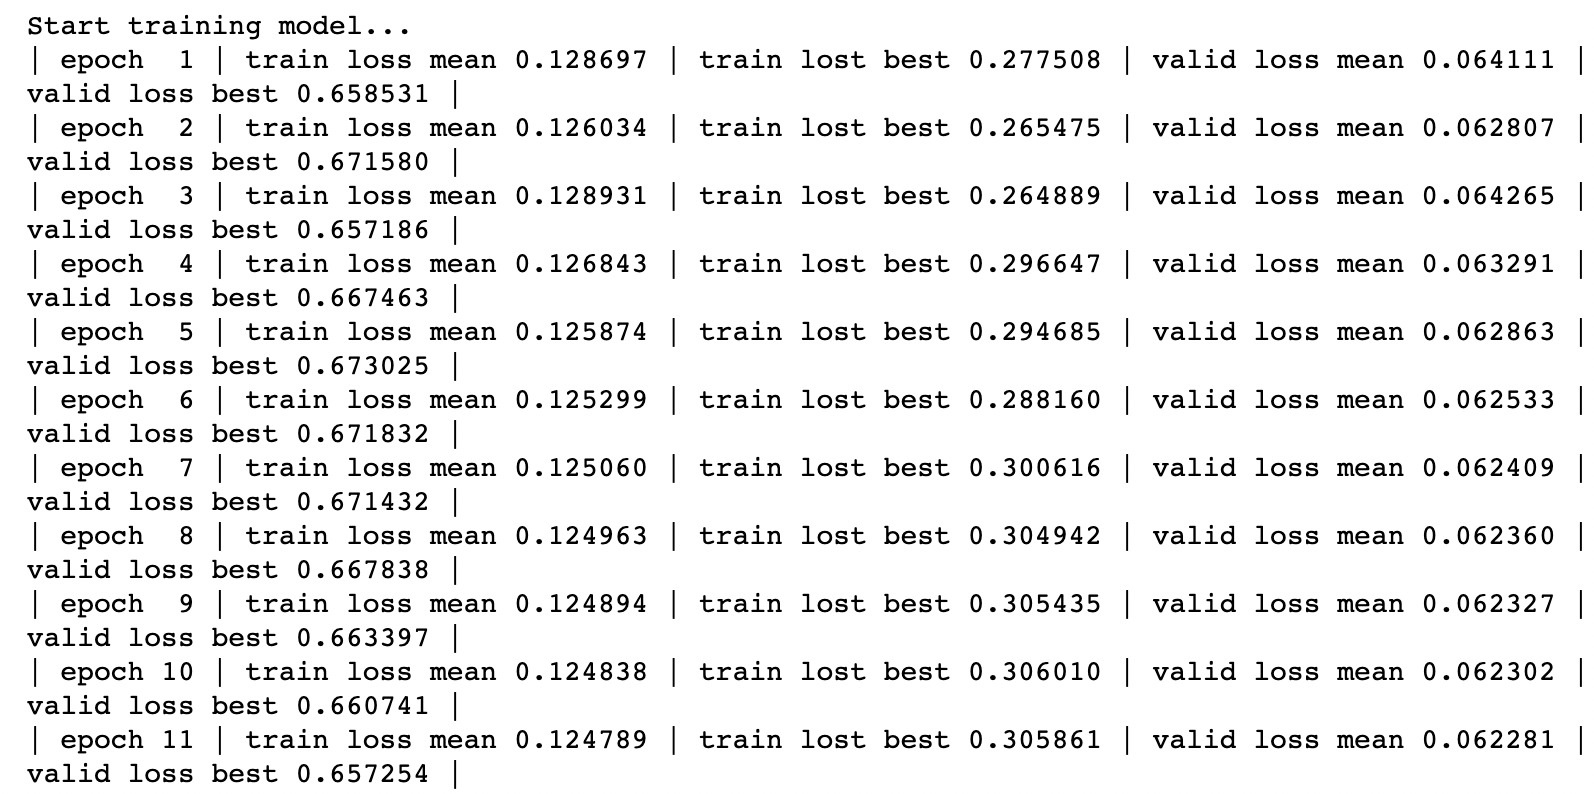 Start training model...
| epoch  1 | train loss mean 0.128697 | train lost best 0.277508 | valid loss mean 0.064111 |
valid loss best 0.658531 |
| epoch  2 | train loss mean 0.126034 | train lost best 0.265475 | valid loss mean 0.062807 |
valid loss best 0.671580 |
| epoch  3 | train loss mean 0.128931 | train lost best 0.264889 | valid loss mean 0.064265 |
valid loss best 0.657186 |
| epoch  4 | train loss mean 0.126843 | train lost best 0.296647 | valid loss mean 0.063291 |
valid loss best 0.667463 |
| epoch  5 | train loss mean 0.125874 | train lost best 0.294685 | valid loss mean 0.062863 |
valid loss best 0.673025 |
| epoch  6 | train loss mean 0.125299 | train lost best 0.288160 | valid loss mean 0.062533 |
valid loss best 0.671832 |
| epoch  7 | train loss mean 0.125060 | train lost best 0.300616 | valid loss mean 0.062409 |
valid loss best 0.671432 |
| epoch  8 | train loss mean 0.124963 | train lost best 0.304942 | valid loss mean 0.062360 |
valid loss best 0.667838 |
| epoch  9 | train loss mean 0.124894 | train lost best 0.305435 | valid loss mean 0.062327 |
valid loss best 0.663397 |
| epoch 10 | train loss mean 0.124838 | train lost best 0.306010 | valid loss mean 0.062302 |
valid loss best 0.660741 |
| epoch 11 | train loss mean 0.124789 | train lost best 0.305861 | valid loss mean 0.062281 |
valid loss best 0.657254 |